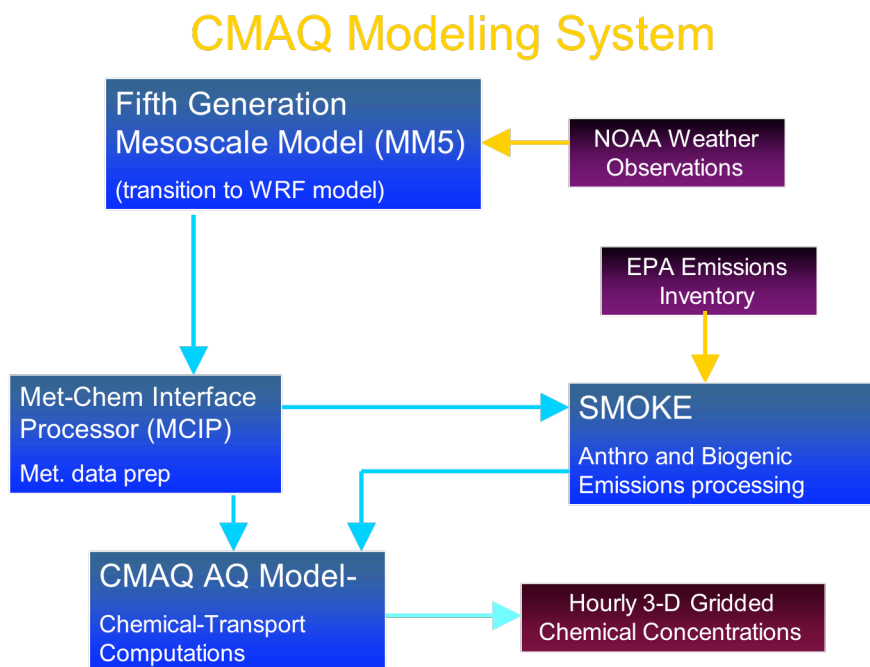 CMAQ Modeling System
Fifth Generation
Mesoscale Model (MM5)
(transition to WRF model)
NOAA Weather
Observations
EPA Emissions
Inventory
Met-Chem Interface
Processor (MCIP)
Met. data prep
SMOKE
Anthro and Biogenic
Emissions processing
CMAQ AQ Model-
Chemical-Transport
Computations
Hourly 3-D Gridded
Chemical Concentrations